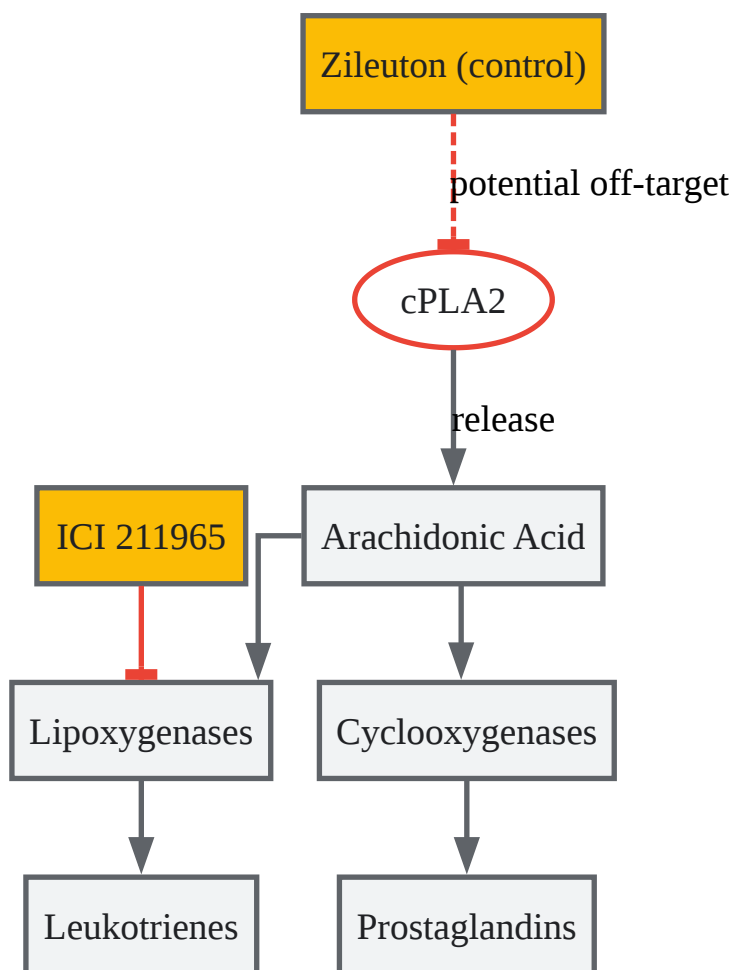 Zileuton (control)
potential off-target
cPLA2
release
ICI 211965
Arachidonic Acid
Lipoxygenases
Cyclooxygenases
Leukotrienes
Prostaglandins